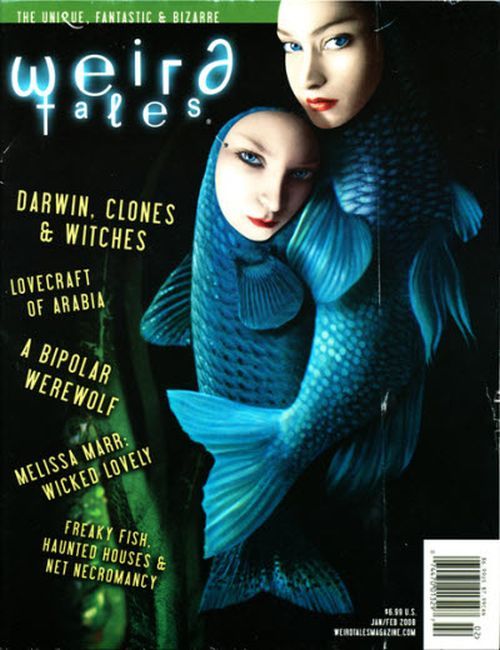 THE UNIQUE, FANTASTIC & BIZARRE
weird
tales®
DARWIN, CLONES
& WITCHES
LOVECRAFT
OF ARABIA
A BIPOLAR
WEREWOLF
MELISSA MARR:
WICKED LOVELY
FREAKY FISH,
HAUNTED HOUSES &
NET NECROMANCY
$6.99 U.S.
JAN/FEB 2008
WEIRDTALESMAGAZINE.COM
02